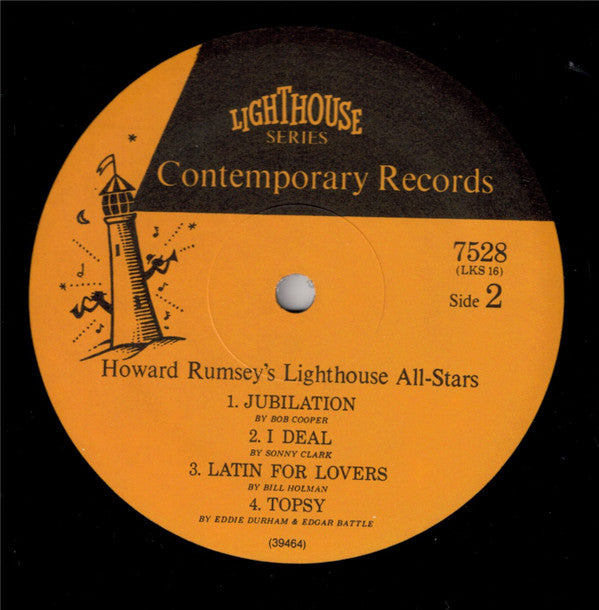 LIGHTHOUSE
SERIES
Contemporary Records
7528
(LKS 16)
Side 2
Howard Rumsey's Lighthouse All-Stars
1. JUBILATION
BY BOB COOPER
2. I DEAL
BY SONNY CLARK
3. LATIN FOR LOVERS
BY BILL HOLMAN
4. TOPSY
BY EDDIE DURHAM & EDGAR BATTLE
(39464)